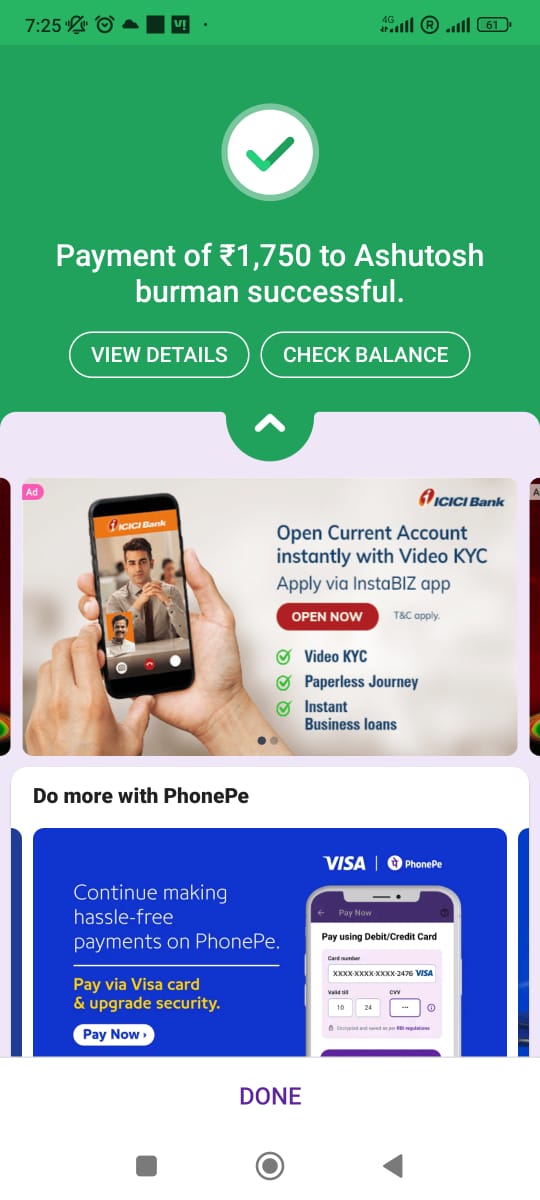 7:25
4G
R
61
Payment of ₹1,750 to Ashutosh
burman successful.
VIEW DETAILS
CHECK BALANCE
Ad
ICICI Bank
ICICI Bank
Open Current Account
instantly with Video KYC
Apply via InstaBIZ app
OPEN NOW
T&C apply.
Video KYC
Paperless Journey
Instant
Business loans
Do more with PhonePe
VISA | PhonePe
Continue making
hassle-free
payments on PhonePe.
Pay via Visa card
& upgrade security.
Pay Now ›
Pay Now
Pay using Debit/Credit Card
Card number
XXXX-XXXX-XXXX-2476 VISA
Valid till
CVV
10
24
Encrypted and saved as per RBI regulations
DONE